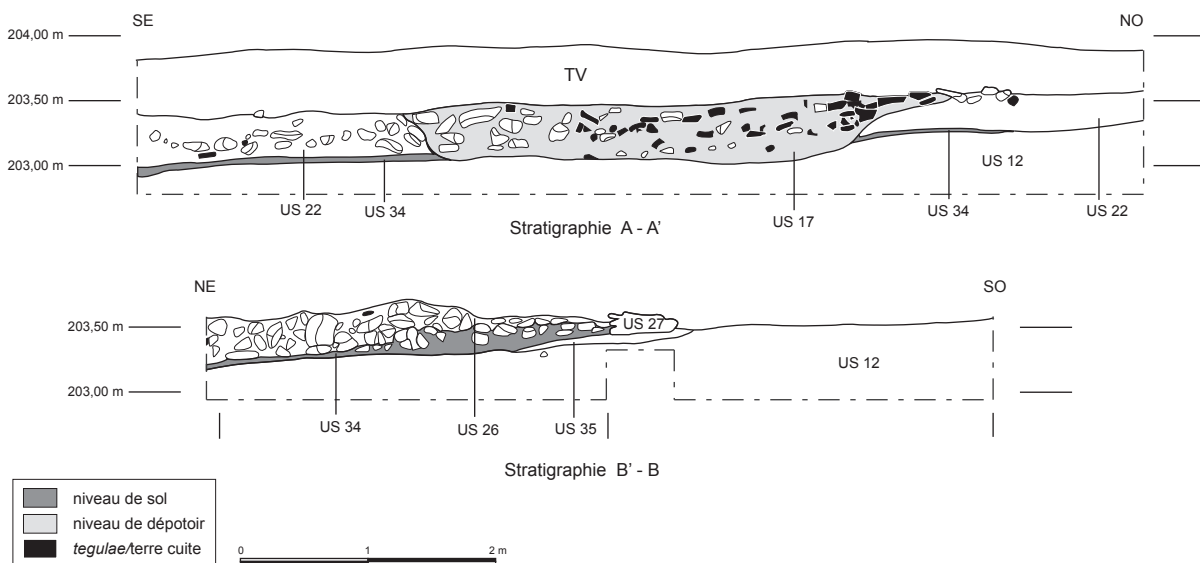 SE NO
204,00 m
TV
203,50 m
203,00 m
US 12
US 22 US 34 US 17 US 34 US 22
Stratigraphie A - A'
NE SO
203,50 m
US 27
US 12
203,00 m
US 34 US 26 US 35
Stratigraphie B' - B
niveau de sol
niveau de dépotoir
tegulae/terre cuite
0 1 2 m